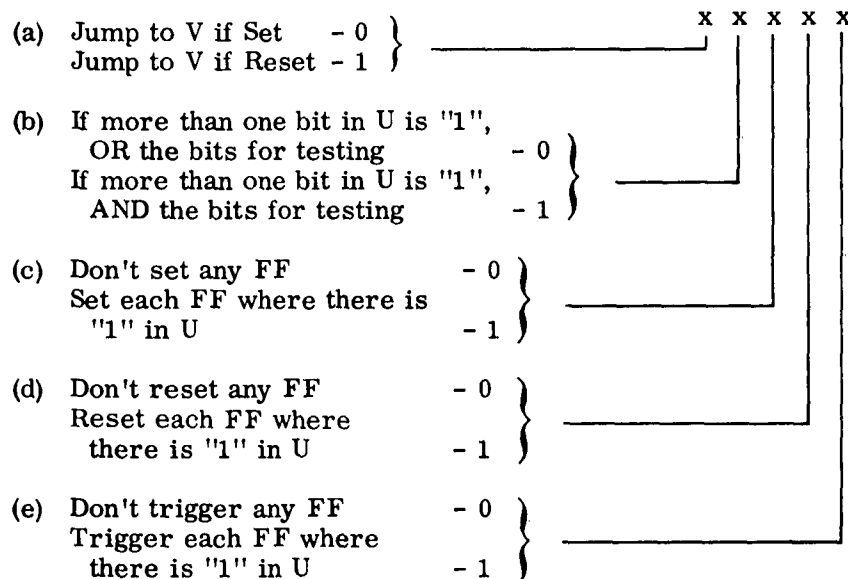 x x x x x
(a) Jump to V if Set - 0
Jump to V if Reset - 1
(b) If more than one bit in U is "1",
OR the bits for testing - 0
If more than one bit in U is "1",
AND the bits for testing - 1
(c) Don't set any FF - 0
Set each FF where there is
"1" in U - 1
(d) Don't reset any FF - 0
Reset each FF where
there is "1" in U - 1
(e) Don't trigger any FF - 0
Trigger each FF where
there is "1" in U - 1